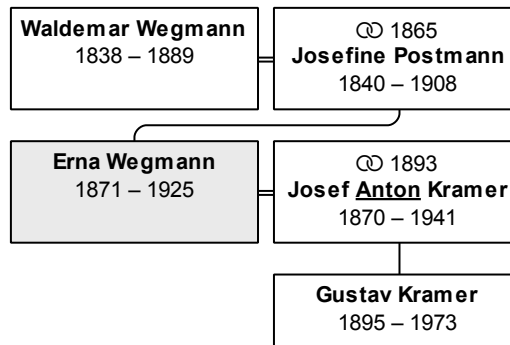 Waldemar Wegmann
1838 – 1889
⚭ 1865
Josefine Postmann
1840 – 1908
Erna Wegmann
1871 – 1925
⚭ 1893
Josef Anton Kramer
1870 – 1941
Gustav Kramer
1895 – 1973